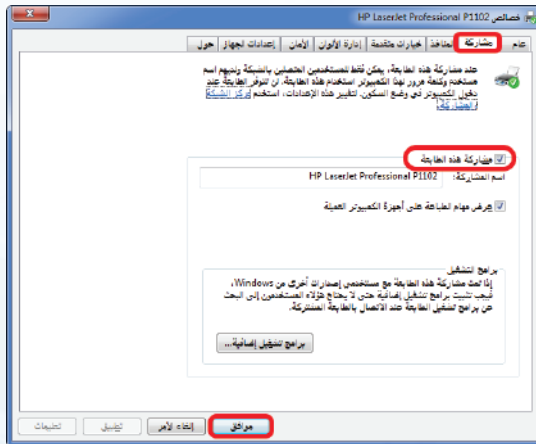 خصائص HP LaserJet Professional P1102
عام مشاركة المنافذ خيارات متقدمة إدارة الألوان الأمان إعدادات الجهاز حول
عند مشاركة هذه الطابعة، يمكن فقط للمستخدمين المتصلين بالشبكة ولديهم اسم
مستخدم وكلمة مرور لهذا الكمبيوتر استخدام هذه الطابعة. لن تتوفر الطابعة عند
دخول الكمبيوتر في وضع السكون. لتغيير هذه الإعدادات، استخدم مركز الشبكة
والمشاركة.
مشاركة هذه الطابعة
اسم المشاركة: HP LaserJet Professional P1102
عرض مهام الطباعة على أجهزة الكمبيوتر العميلة
برامج التشغيل
إذا تمت مشاركة هذه الطابعة مع مستخدمي إصدارات أخرى من Windows،
فيجب تثبيت برامج تشغيل إضافية حتى لا يحتاج هؤلاء المستخدمون إلى البحث
عن برامج تشغيل الطابعة عند الاتصال بالطابعة المشتركة.
برامج تشغيل إضافية...
موافق إلغاء الأمر تطبيق تعليمات